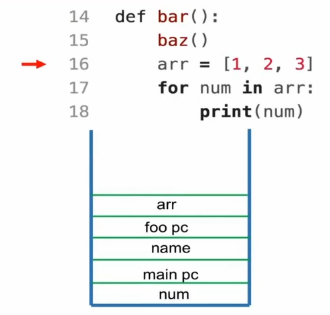 14 def bar():
15     baz()
16     arr = [1, 2, 3]
17     for num in arr:
18         print(num)
arr
foo pc
name
main pc
num